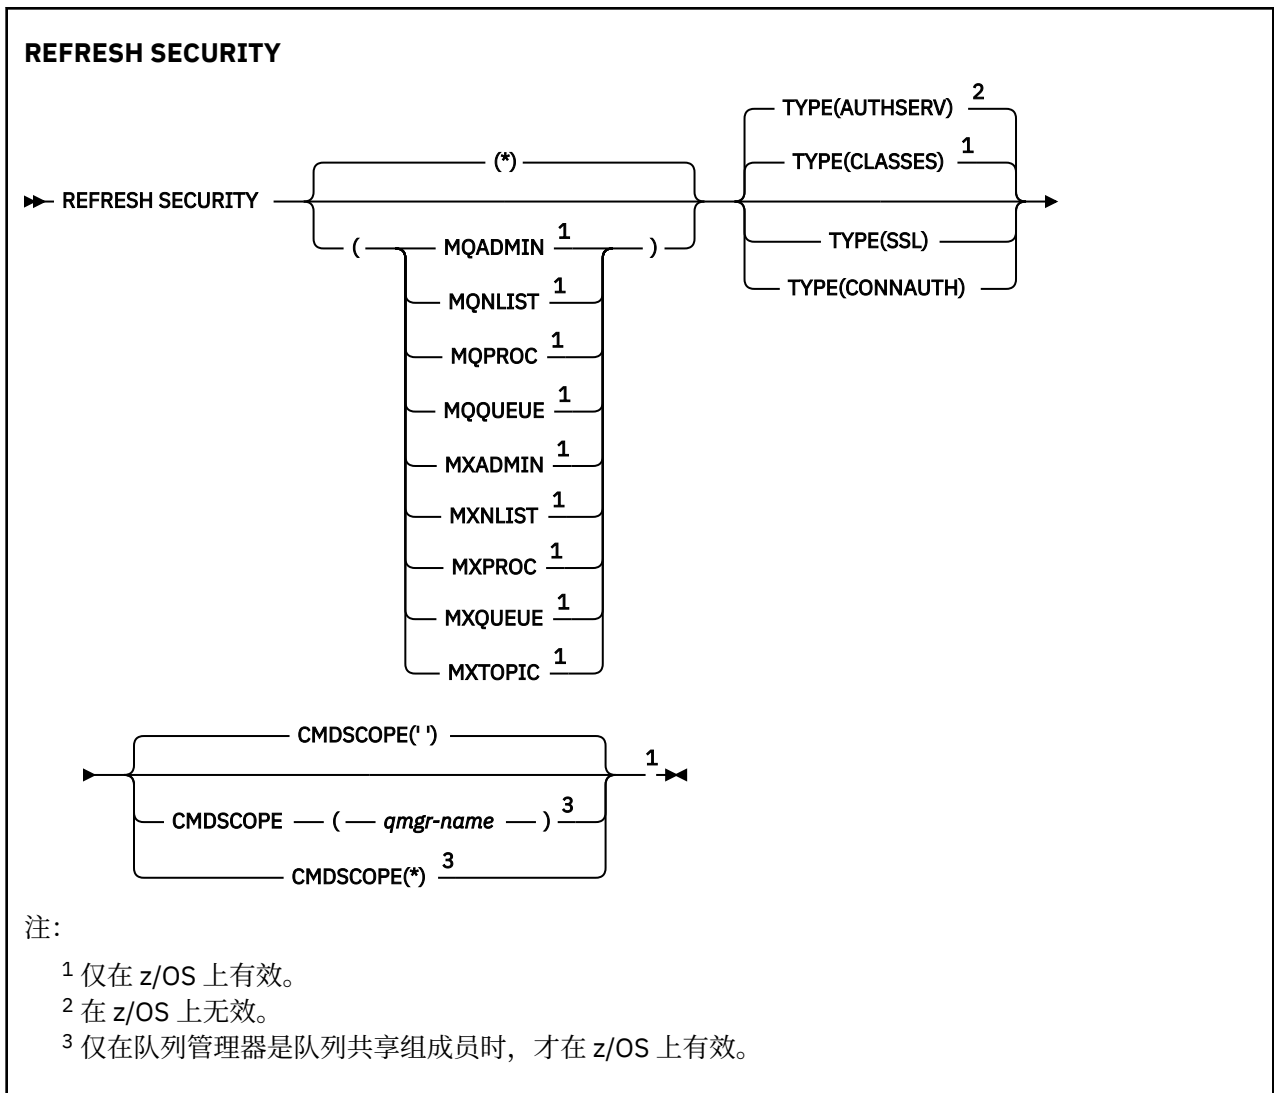 REFRESH SECURITY
TYPE(AUTHSERV) 2
(*)
TYPE(CLASSES) 1
REFRESH SECURITY
( MQADMIN 1 )
TYPE(SSL)
MQNLIST 1
TYPE(CONNAUTH)
MQPROC 1
MQQUEUE 1
MXADMIN 1
MXNLIST 1
MXPROC 1
MXQUEUE 1
MXTOPIC 1
CMDSCOPE(' ')
1
CMDSCOPE ( qmgr-name ) 3
CMDSCOPE(*) 3
注：
1 仅在 z/OS 上有效。
2 在 z/OS 上无效。
3 仅在队列管理器是队列共享组成员时，才在 z/OS 上有效。